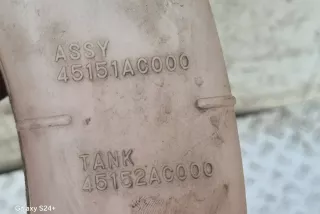 ASSY
45151AC000
TANK
45152AC000
Galaxy S24+